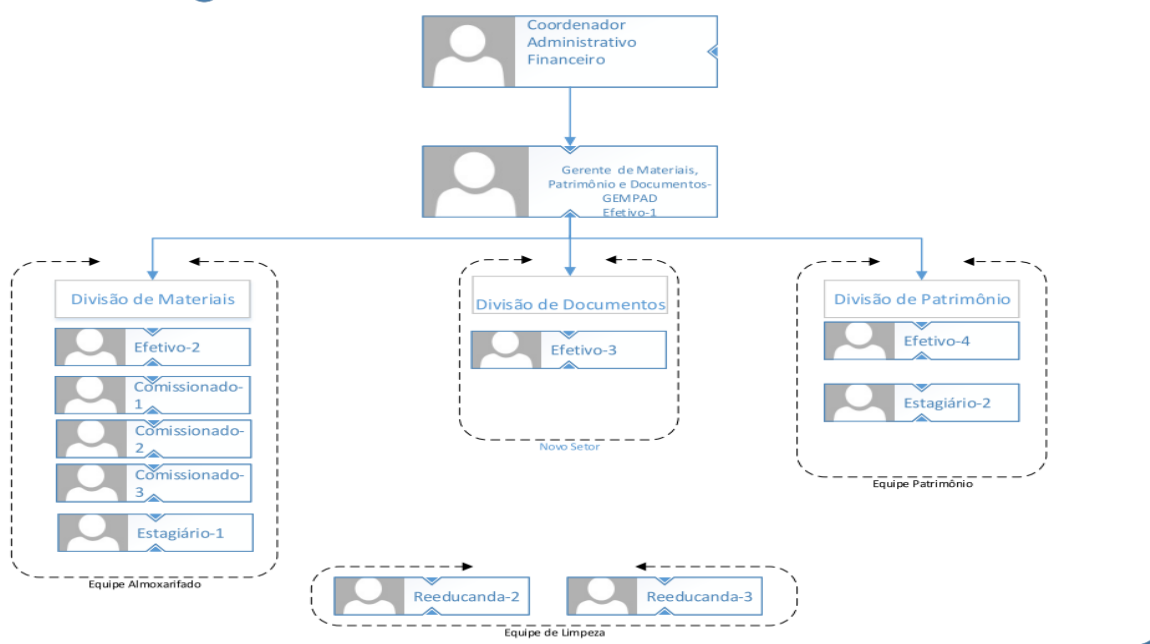 Coordenador
Administrativo
Financeiro
Gerente de Materiais,
Patrimônio e Documentos-
GEMPAD
Efetivo-1
Divisão de Materiais
Efetivo-2
Comissionado-
1
Comissionado-
2
Comissionado-
3
Estagiário-1
Equipe Almoxarifado
Divisão de Documentos
Efetivo-3
Novo Setor
Divisão de Patrimônio
Efetivo-4
Estagiário-2
Equipe Patrimônio
Reeducanda-2
Reeducanda-3
Equipe de Limpeza